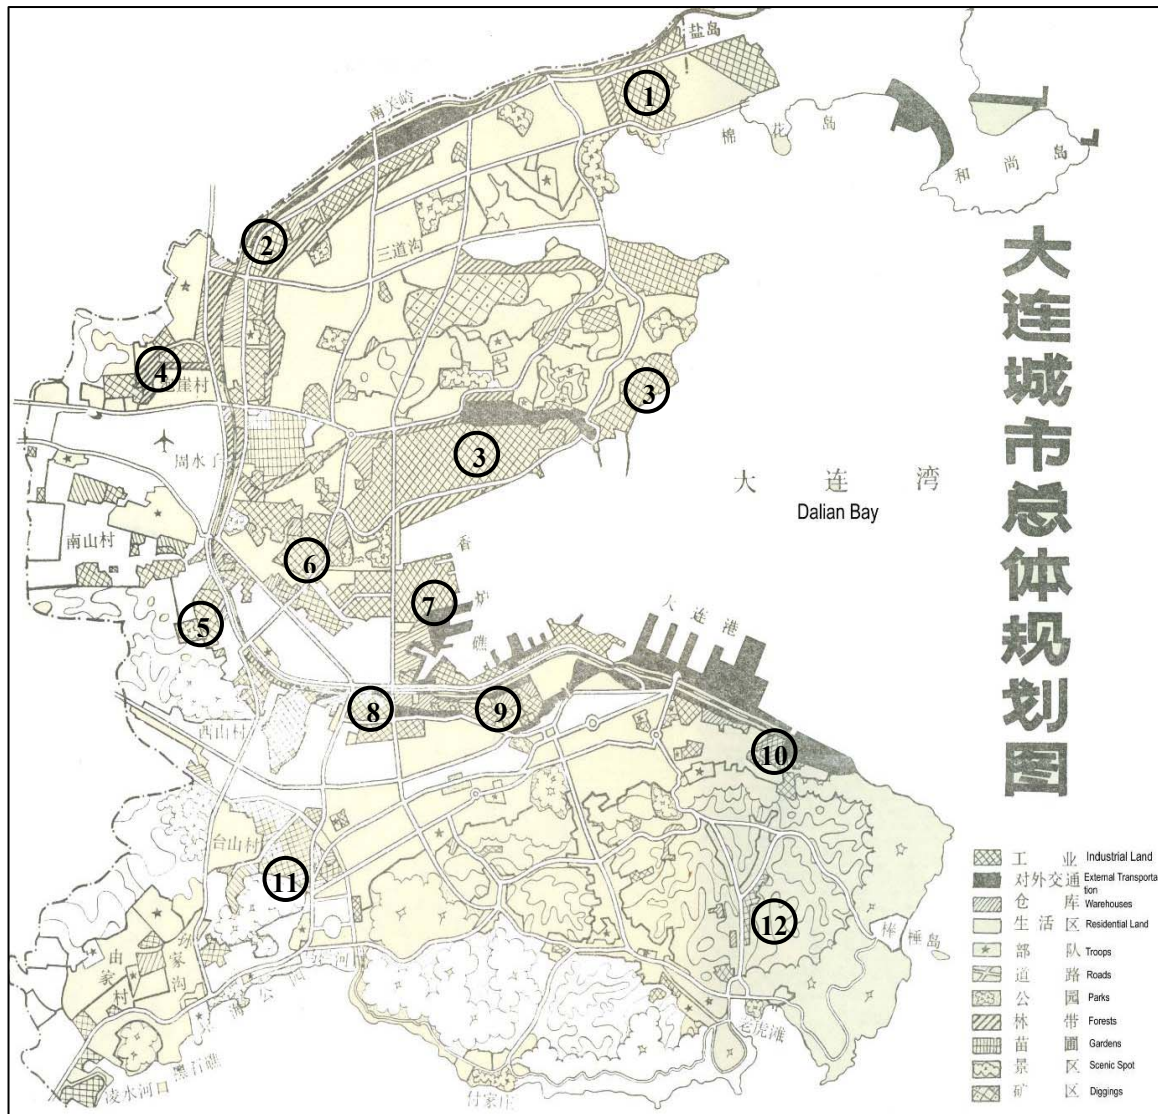 盐岛
1
南关岭
棉花岛
和尚岛
大连城市总体规划图
2
三道沟
4
崖村
3
周水子
3
大连湾
Dalian Bay
南山村
6
香炉礁
7
大连港
5
8
9
西山村
10
台山村
11
12
棒棰岛
由家村
孙家沟
河
公
老虎滩
黑石礁
凌水河口
付家庄
工业 Industrial Land
对外交通 External Transportation
仓库 Warehouses
生活区 Residential Land
部队 Troops
道路 Roads
公园 Parks
林带 Forests
苗圃 Gardens
景区 Scenic Spot
矿区 Diggings